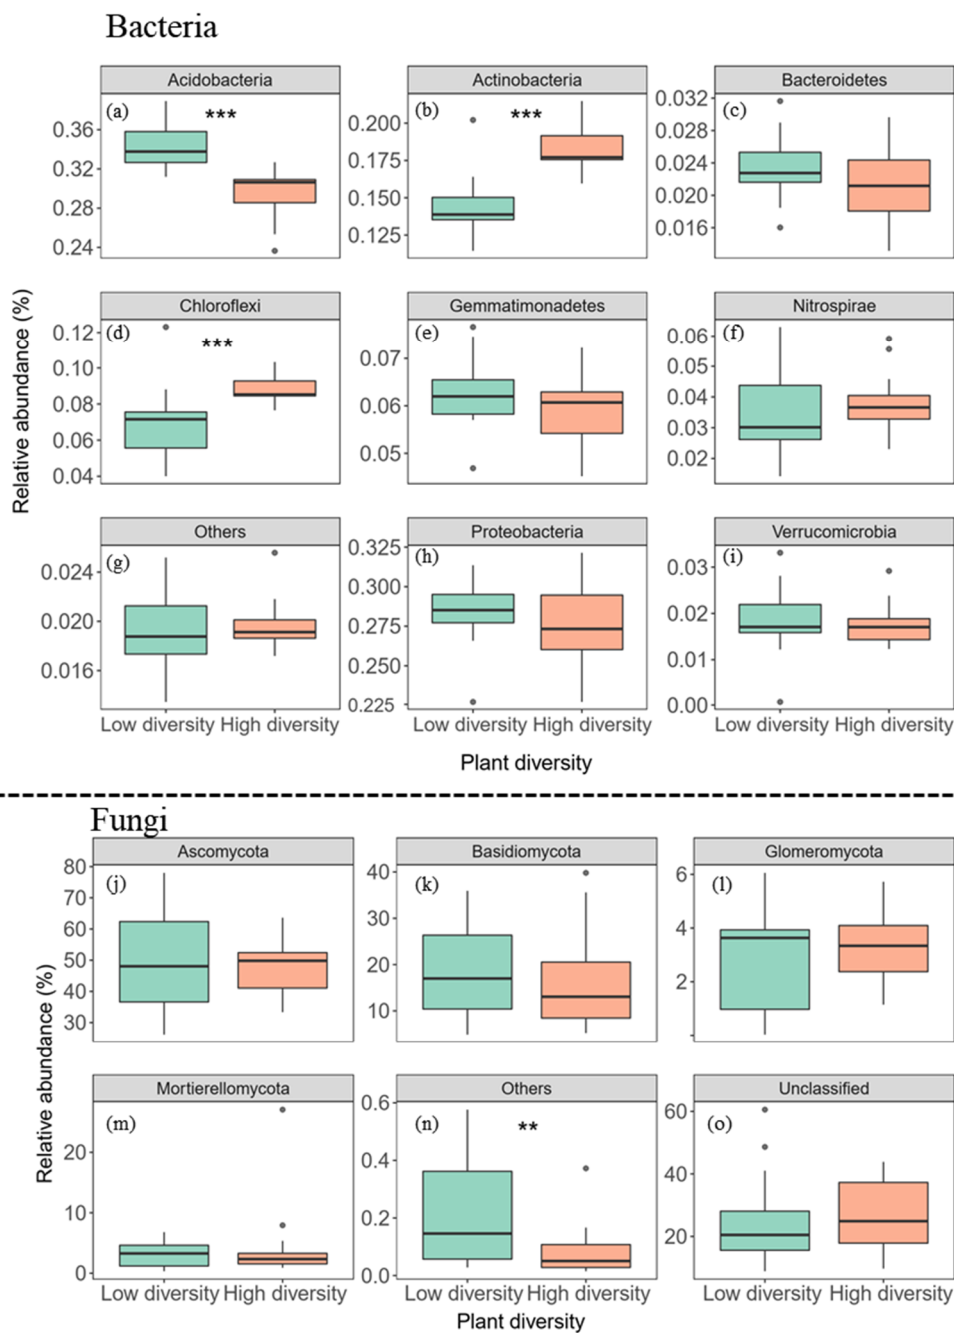 Bacteria
Acidobacteria Actinobacteria Bacteroidetes
(a) *** (b) *** (c)
0.36 0.32 0.28 0.24
0.200 0.175 0.150 0.125
0.032 0.028 0.024 0.020 0.016
Chloroflexi Gemmatimonadetes Nitrospirae
(d) *** (e) (f)
0.12 0.10 0.08 0.06 0.04
0.07 0.06 0.05
0.06 0.05 0.04 0.03 0.02
Relative abundance (%)
Others Proteobacteria Verrucomicrobia
(g) (h) (i)
0.024 0.020 0.016
0.325 0.300 0.275 0.250 0.225
0.03 0.02 0.01 0.00
Low diversity High diversity Low diversity High diversity Low diversity High diversity
Plant diversity
Fungi
Ascomycota Basidiomycota Glomeromycota
(j) (k) (l)
80 70 60 50 40 30
40 30 20 10
6 4 2
Relative abundance (%)
Mortierellomycota Others Unclassified
(m) (n) ** (o)
20 10 0
0.6 0.4 0.2 0.0
60 40 20
Low diversity High diversity Low diversity High diversity Low diversity High diversity
Plant diversity